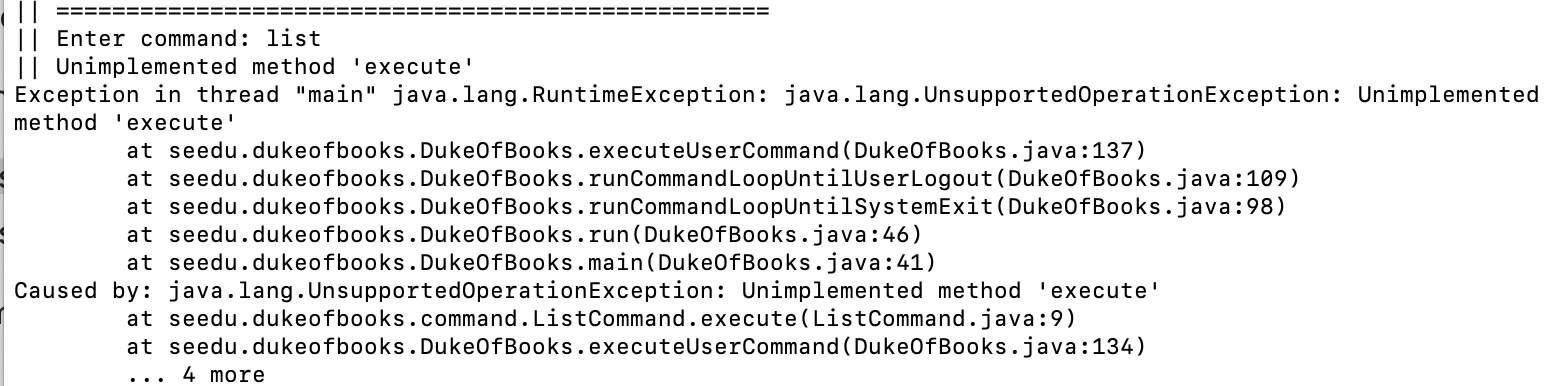 || ===================================================
|| Enter command: list
|| Unimplemented method 'execute'
Exception in thread "main" java.lang.RuntimeException: java.lang.UnsupportedOperationException: Unimplemented
method 'execute'
        at seedu.dukeofbooks.DukeOfBooks.executeUserCommand(DukeOfBooks.java:137)
        at seedu.dukeofbooks.DukeOfBooks.runCommandLoopUntilUserLogout(DukeOfBooks.java:109)
        at seedu.dukeofbooks.DukeOfBooks.runCommandLoopUntilSystemExit(DukeOfBooks.java:98)
        at seedu.dukeofbooks.DukeOfBooks.run(DukeOfBooks.java:46)
        at seedu.dukeofbooks.DukeOfBooks.main(DukeOfBooks.java:41)
Caused by: java.lang.UnsupportedOperationException: Unimplemented method 'execute'
        at seedu.dukeofbooks.command.ListCommand.execute(ListCommand.java:9)
        at seedu.dukeofbooks.DukeOfBooks.executeUserCommand(DukeOfBooks.java:134)
        ... 4 more